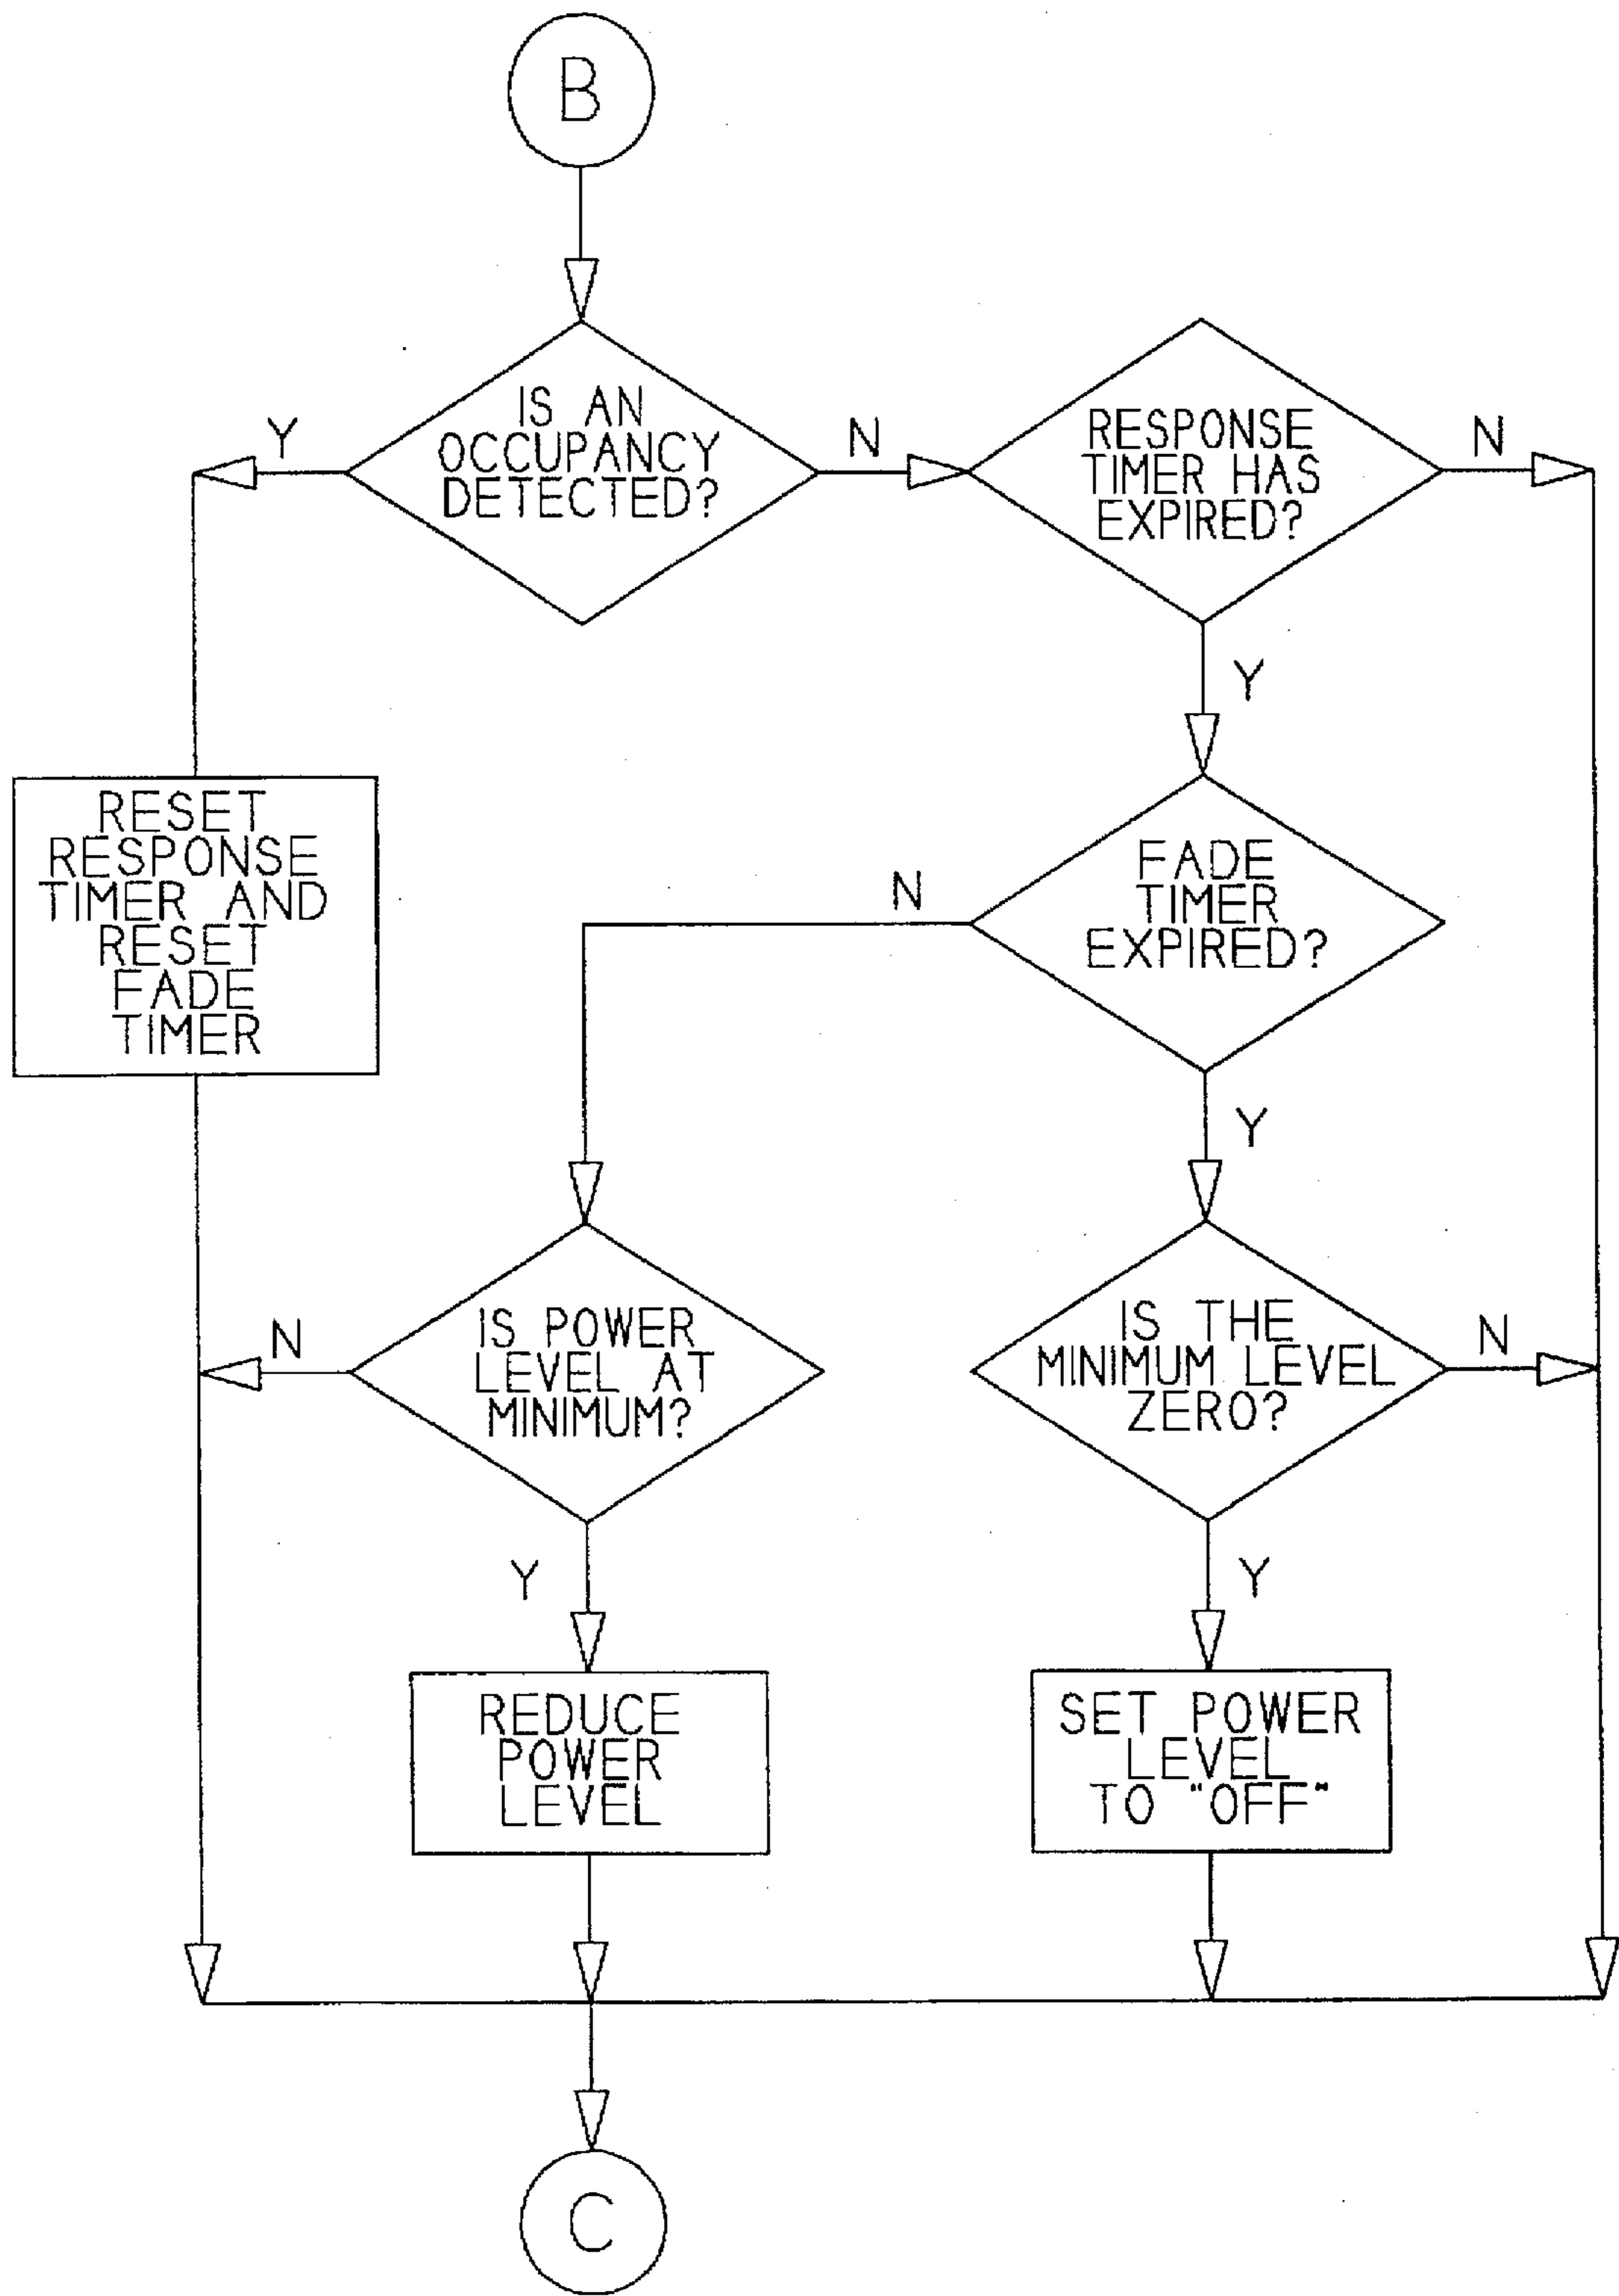 B
IS AN
OCCUPANCY
DETECTED?
Y
N
RESPONSE
TIMER HAS
EXPIRED?
N
Y
RESET
RESPONSE
TIMER AND
RESET
FADE
TIMER
FADE
TIMER
EXPIRED?
N
Y
IS POWER
LEVEL AT
MINIMUM?
N
Y
IS THE
MINIMUM LEVEL
ZERO?
N
Y
REDUCE
POWER
LEVEL
SET POWER
LEVEL
TO "OFF"
C